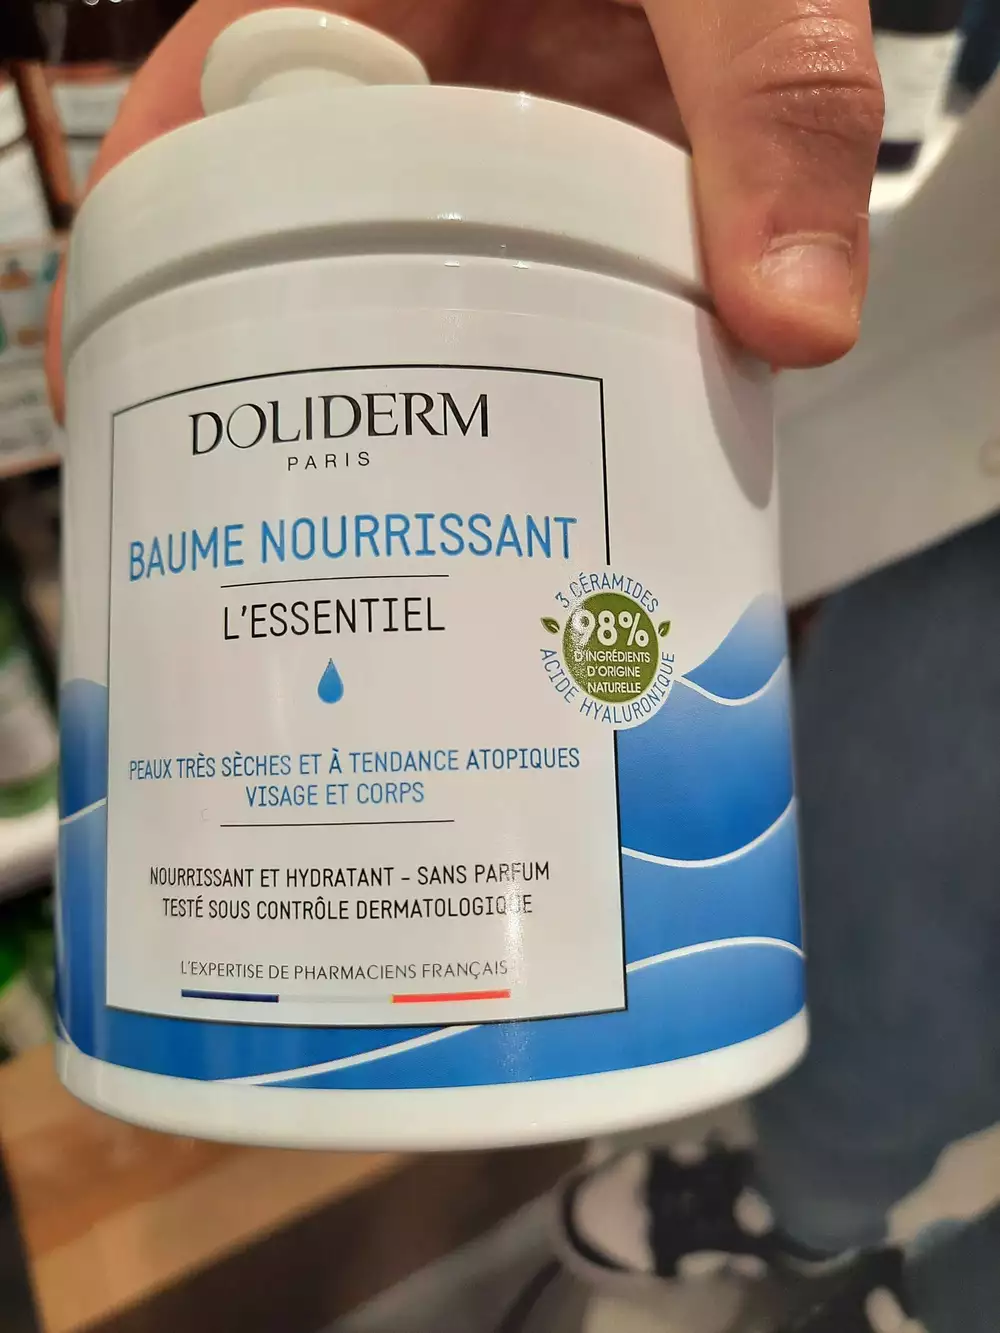 DOLIDERM
PARIS
BAUME NOURRISSANT
L'ESSENTIEL
3 CÉRAMIDES
98%
D'INGRÉDIENTS
D'ORIGINE
NATURELLE
ACIDE HYALURONIQUE
PEAUX TRÈS SÈCHES ET À TENDANCE ATOPIQUES
VISAGE ET CORPS
NOURRISSANT ET HYDRATANT – SANS PARFUM
TESTÉ SOUS CONTRÔLE DERMATOLOGIQUE
L'EXPERTISE DE PHARMACIENS FRANÇAIS